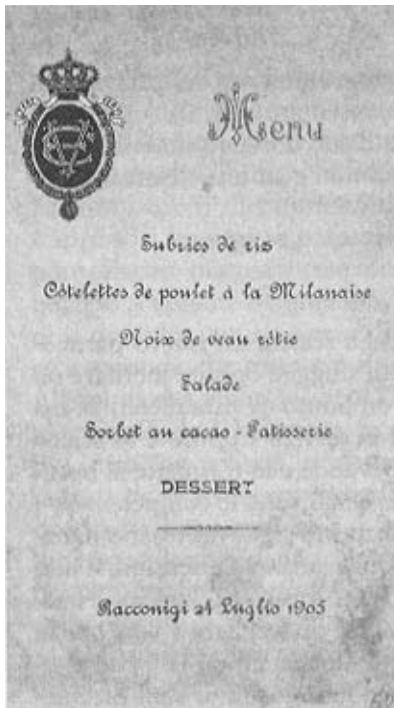 Menu
Subrics de riz
Côtelettes de poulet à la Milanaise
Noix de veau rôtie
Salade
Sorbet au cacao - Patisserie
DESSERT
Racconigi 21 Luglio 1905